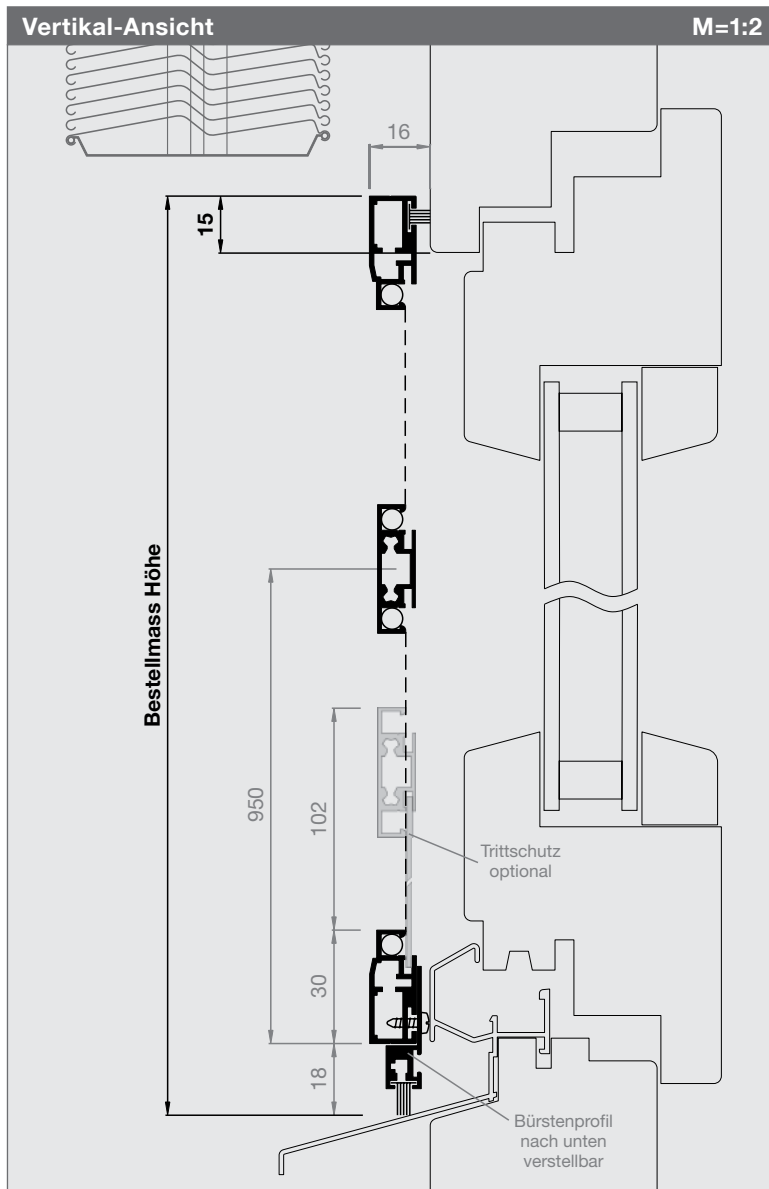 Vertikal-Ansicht M=1:2
16
15
Bestellmass Höhe
950
102
Trittschutz
optional
30
18
Bürstenprofil
nach unten
verstellbar